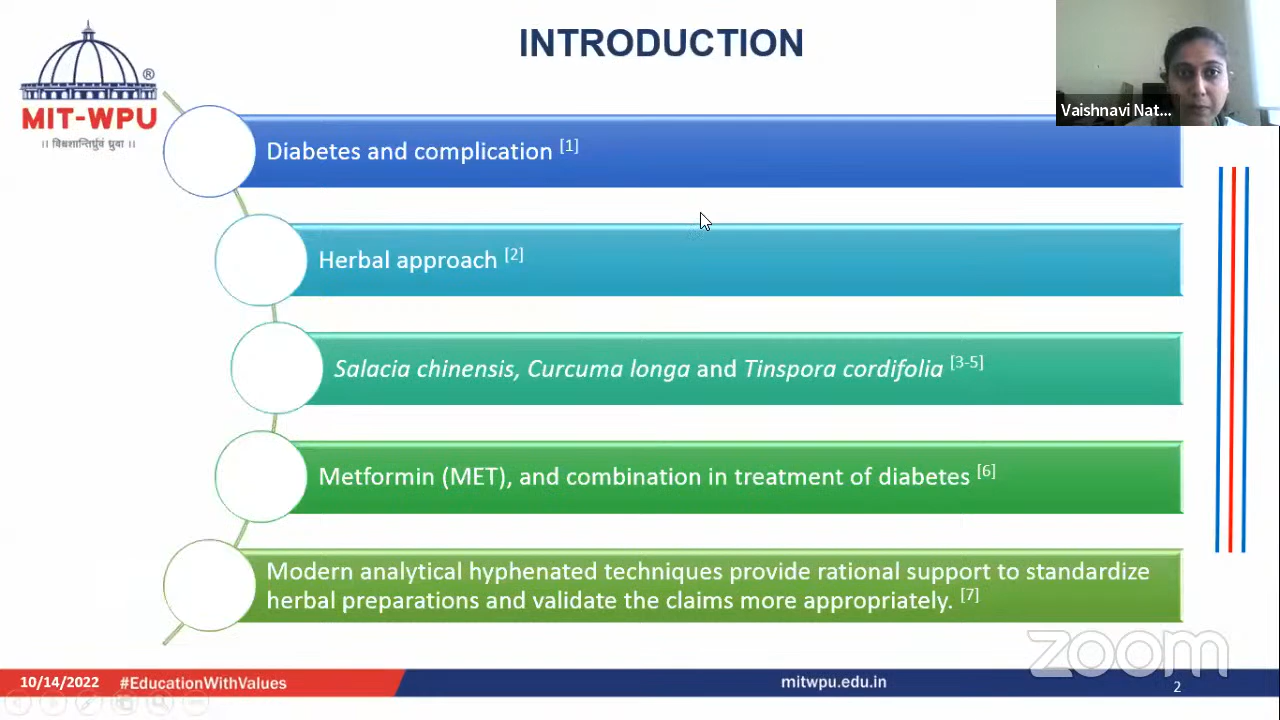 INTRODUCTION
®
MIT-WPU
।। विश्वशान्तिर्ध्रुवं ध्रुवा ।।
Vaishnavi Nat...
Diabetes and complication [1]
Herbal approach [2]
Salacia chinensis, Curcuma longa and Tinspora cordifolia [3-5]
Metformin (MET), and combination in treatment of diabetes [6]
Modern analytical hyphenated techniques provide rational support to standardize
herbal preparations and validate the claims more appropriately. [7]
zoom
10/14/2022 #EducationWithValues
mitwpu.edu.in
2